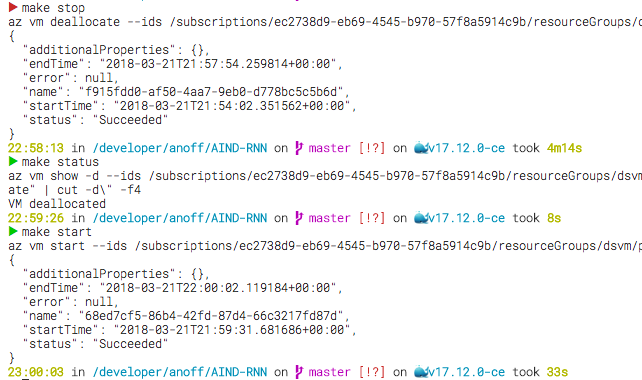 make stop
az vm deallocate --ids /subscriptions/ec2738d9-eb69-4545-b970-57f8a5914c9b/resourceGroups/d
{
  "additionalProperties": {},
  "endTime": "2018-03-21T21:57:54.259814+00:00",
  "error": null,
  "name": "f915fdd0-af50-4aa7-9eb0-d778bc5c5b6d",
  "startTime": "2018-03-21T21:54:02.351562+00:00",
  "status": "Succeeded"
}
22:58:13 in /developer/anoff/AIND-RNN on master [!?] on v17.12.0-ce took 4m14s
make status
az vm show -d --ids /subscriptions/ec2738d9-eb69-4545-b970-57f8a5914c9b/resourceGroups/dsvm
ate" | cut -d\" -f4
VM deallocated
22:59:26 in /developer/anoff/AIND-RNN on master [!?] on v17.12.0-ce took 8s
make start
az vm start --ids /subscriptions/ec2738d9-eb69-4545-b970-57f8a5914c9b/resourceGroups/dsvm/p
{
  "additionalProperties": {},
  "endTime": "2018-03-21T22:00:02.119184+00:00",
  "error": null,
  "name": "68ed7cf5-86b4-42fd-87d4-66c3217fd87d",
  "startTime": "2018-03-21T21:59:31.681686+00:00",
  "status": "Succeeded"
}
23:00:03 in /developer/anoff/AIND-RNN on master [!?] on v17.12.0-ce took 33s